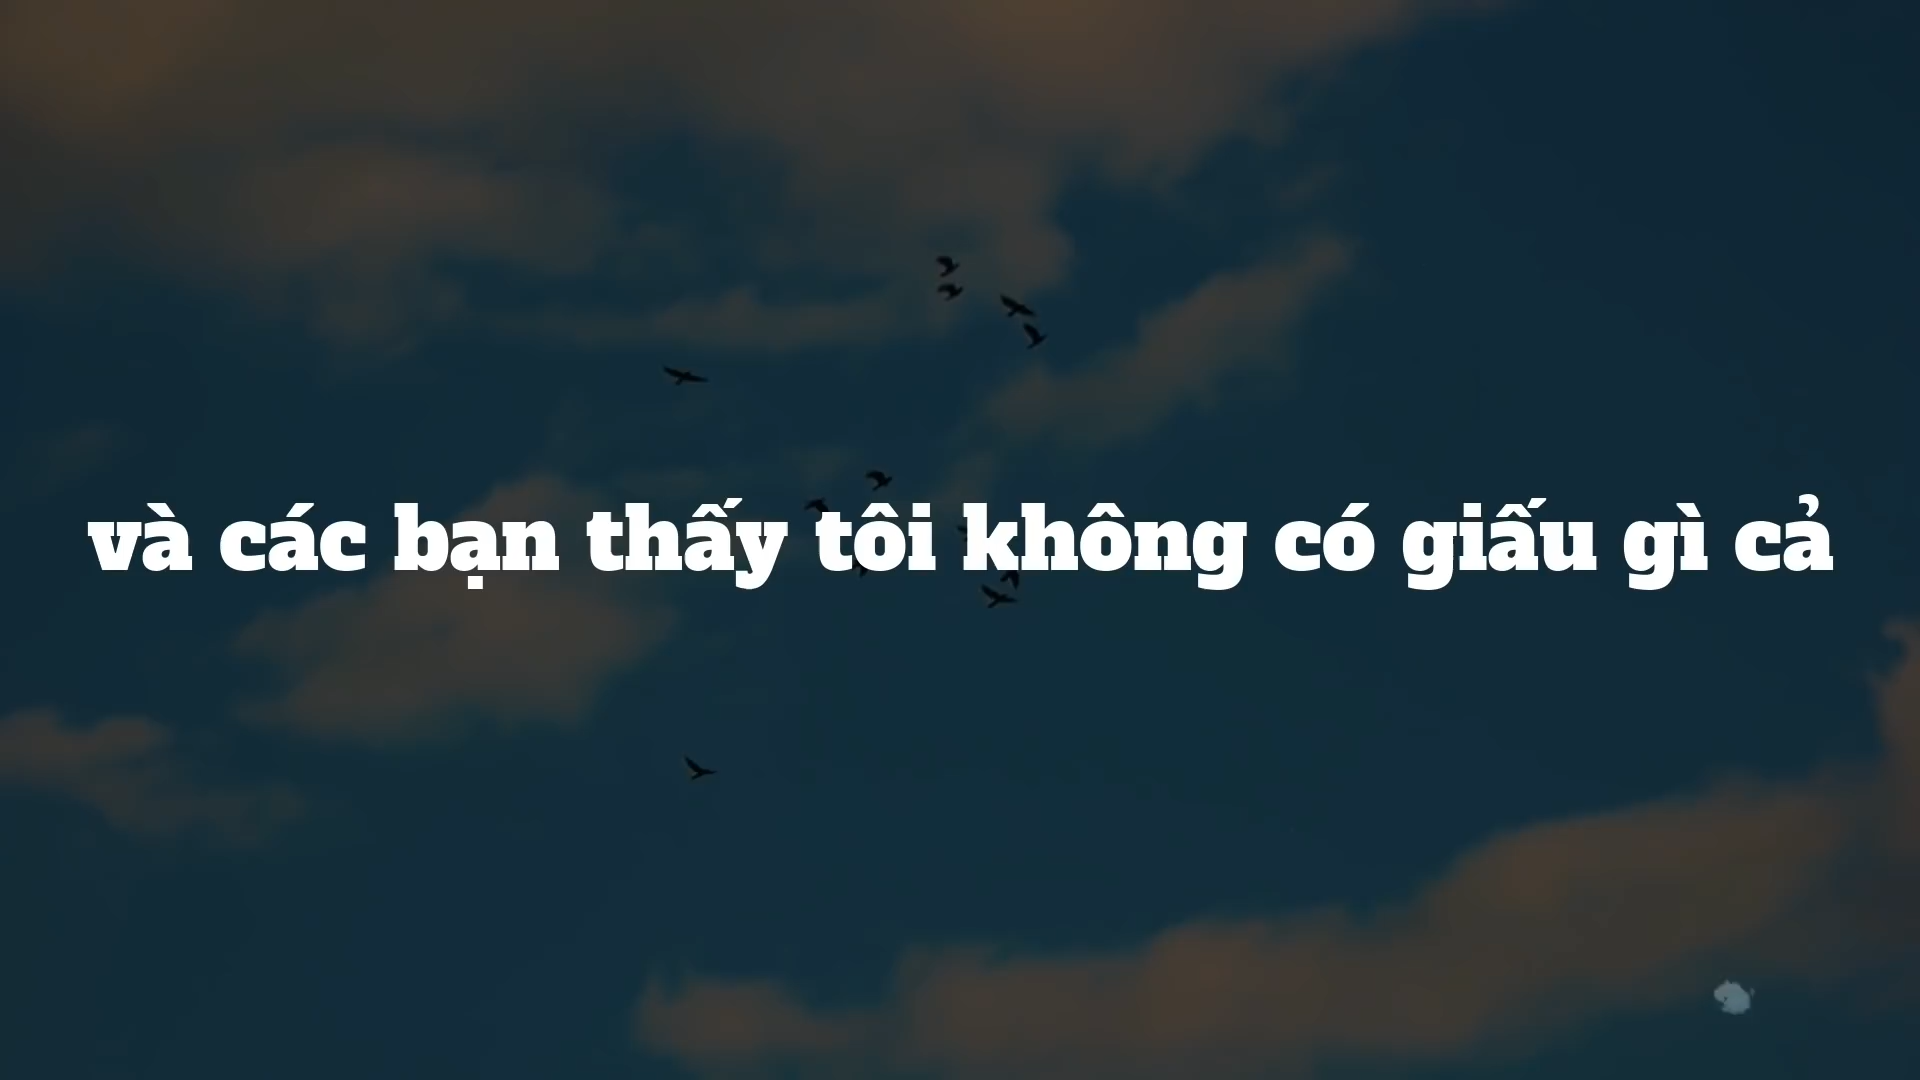 và các bạn thấy tôi không có giấu gì cả